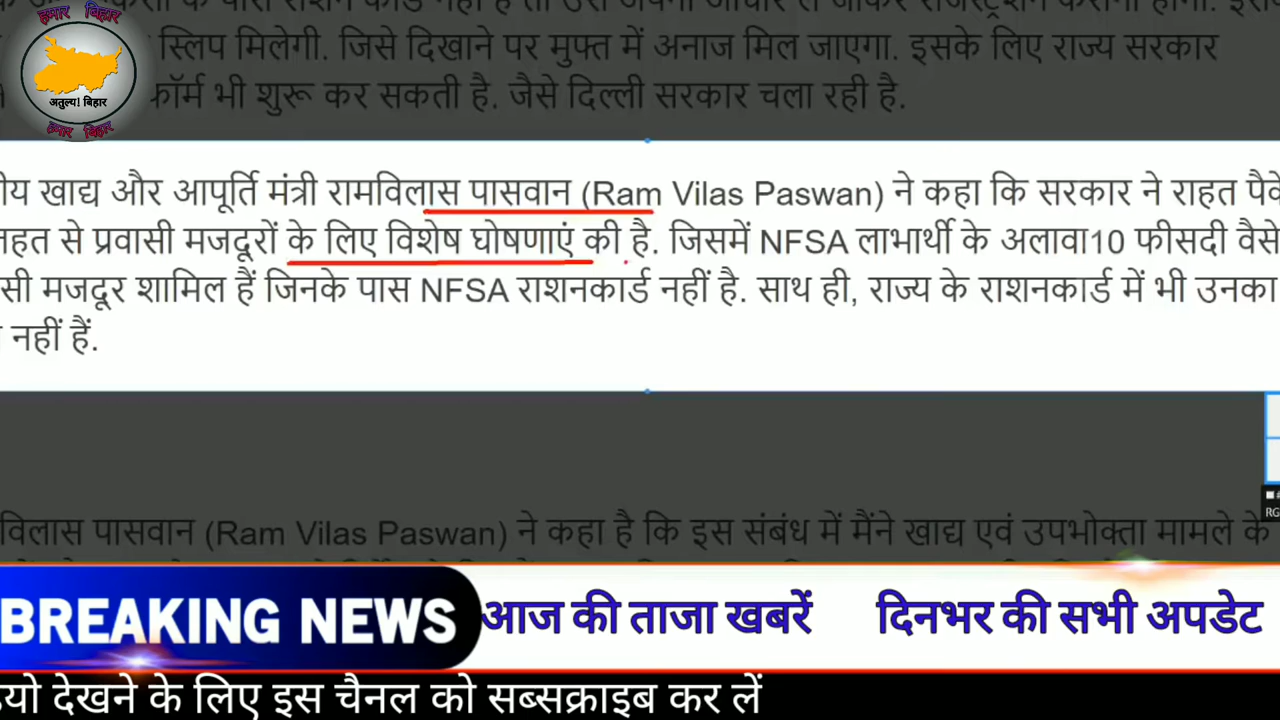 हमार बिहार
अतुल्य! बिहार
हमार बिहार
स्लिप मिलेगी. जिसे दिखाने पर मुफ्त में अनाज मिल जाएगा. इसके लिए राज्य सरकार
फॉर्म भी शुरू कर सकती है. जैसे दिल्ली सरकार चला रही है.
ीय खाद्य और आपूर्ति मंत्री रामविलास पासवान (Ram Vilas Paswan) ने कहा कि सरकार ने राहत पैके
तहत से प्रवासी मजदूरों के लिए विशेष घोषणाएं की है. जिसमें NFSA लाभार्थी के अलावा10 फीसदी वैसे
सी मजदूर शामिल हैं जिनके पास NFSA राशनकार्ड नहीं है. साथ ही, राज्य के राशनकार्ड में भी उनका
नहीं हैं.
विलास पासवान (Ram Vilas Paswan) ने कहा है कि इस संबंध में मैंने खाद्य एवं उपभोक्ता मामले के
RG
BREAKING NEWS आज की ताजा खबरें दिनभर की सभी अपडेट
यो देखने के लिए इस चैनल को सब्सक्राइब कर लें